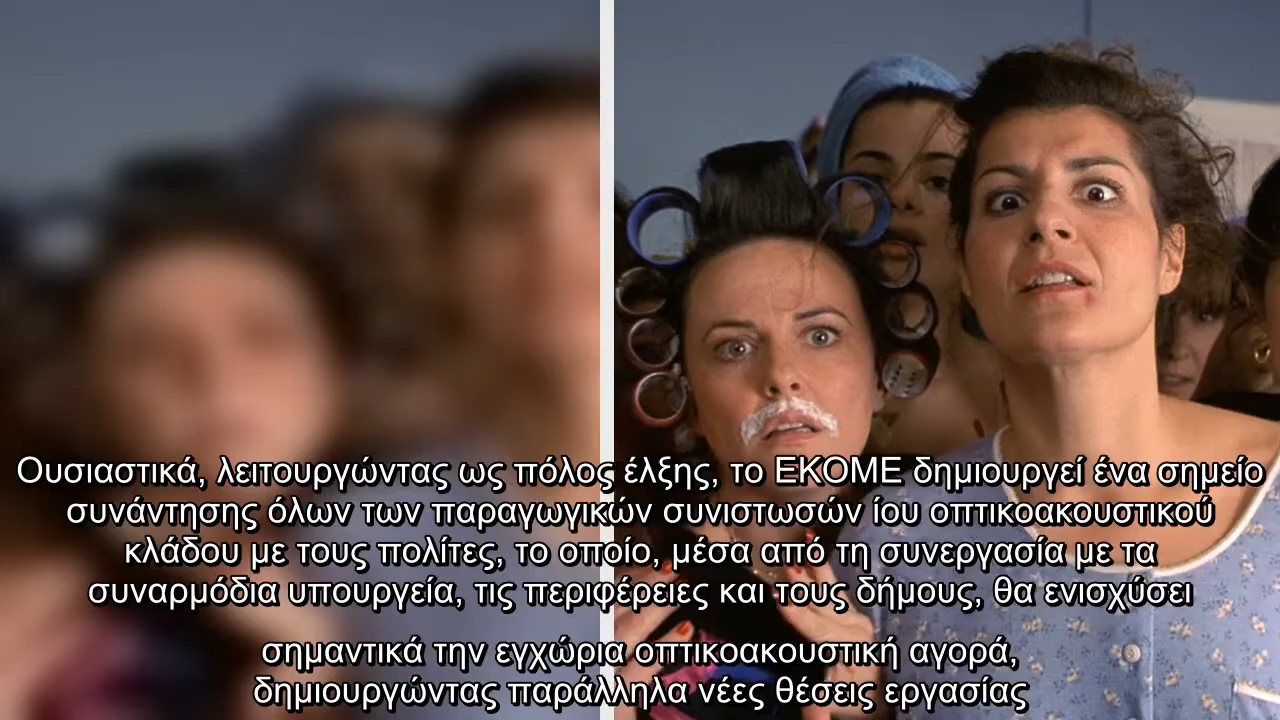 Ουσιαστικά, λειτουργώντας ως πόλος έλξης, το ΕΚΟΜΕ δημιουργεί ένα σημείο
συνάντησης όλων των παραγωγικών συνιστωσών ίου οπτικοακουστικού
κλάδου με τους πολίτες, το οποίο, μέσα από τη συνεργασία με τα
συναρμόδια υπουργεία, τις περιφέρειες και τους δήμους, θα ενισχύσει
σημαντικά την εγχώρια οπτικοακουστική αγορά,
δημιουργώντας παράλληλα νέες θέσεις εργασίας